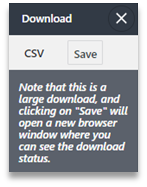 Download
CSV Save
Note that this is a
large download, and
clicking on "Save" will
open a new browser
window where you
can see the download
status.